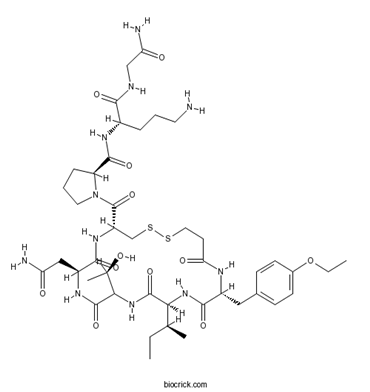 H
N H
O
O N H
H N H
H
H N
O
H
N O
H S
H N S
H
N O O H O H N O
H
H N O O
H N H
O N H O
biocrick.com